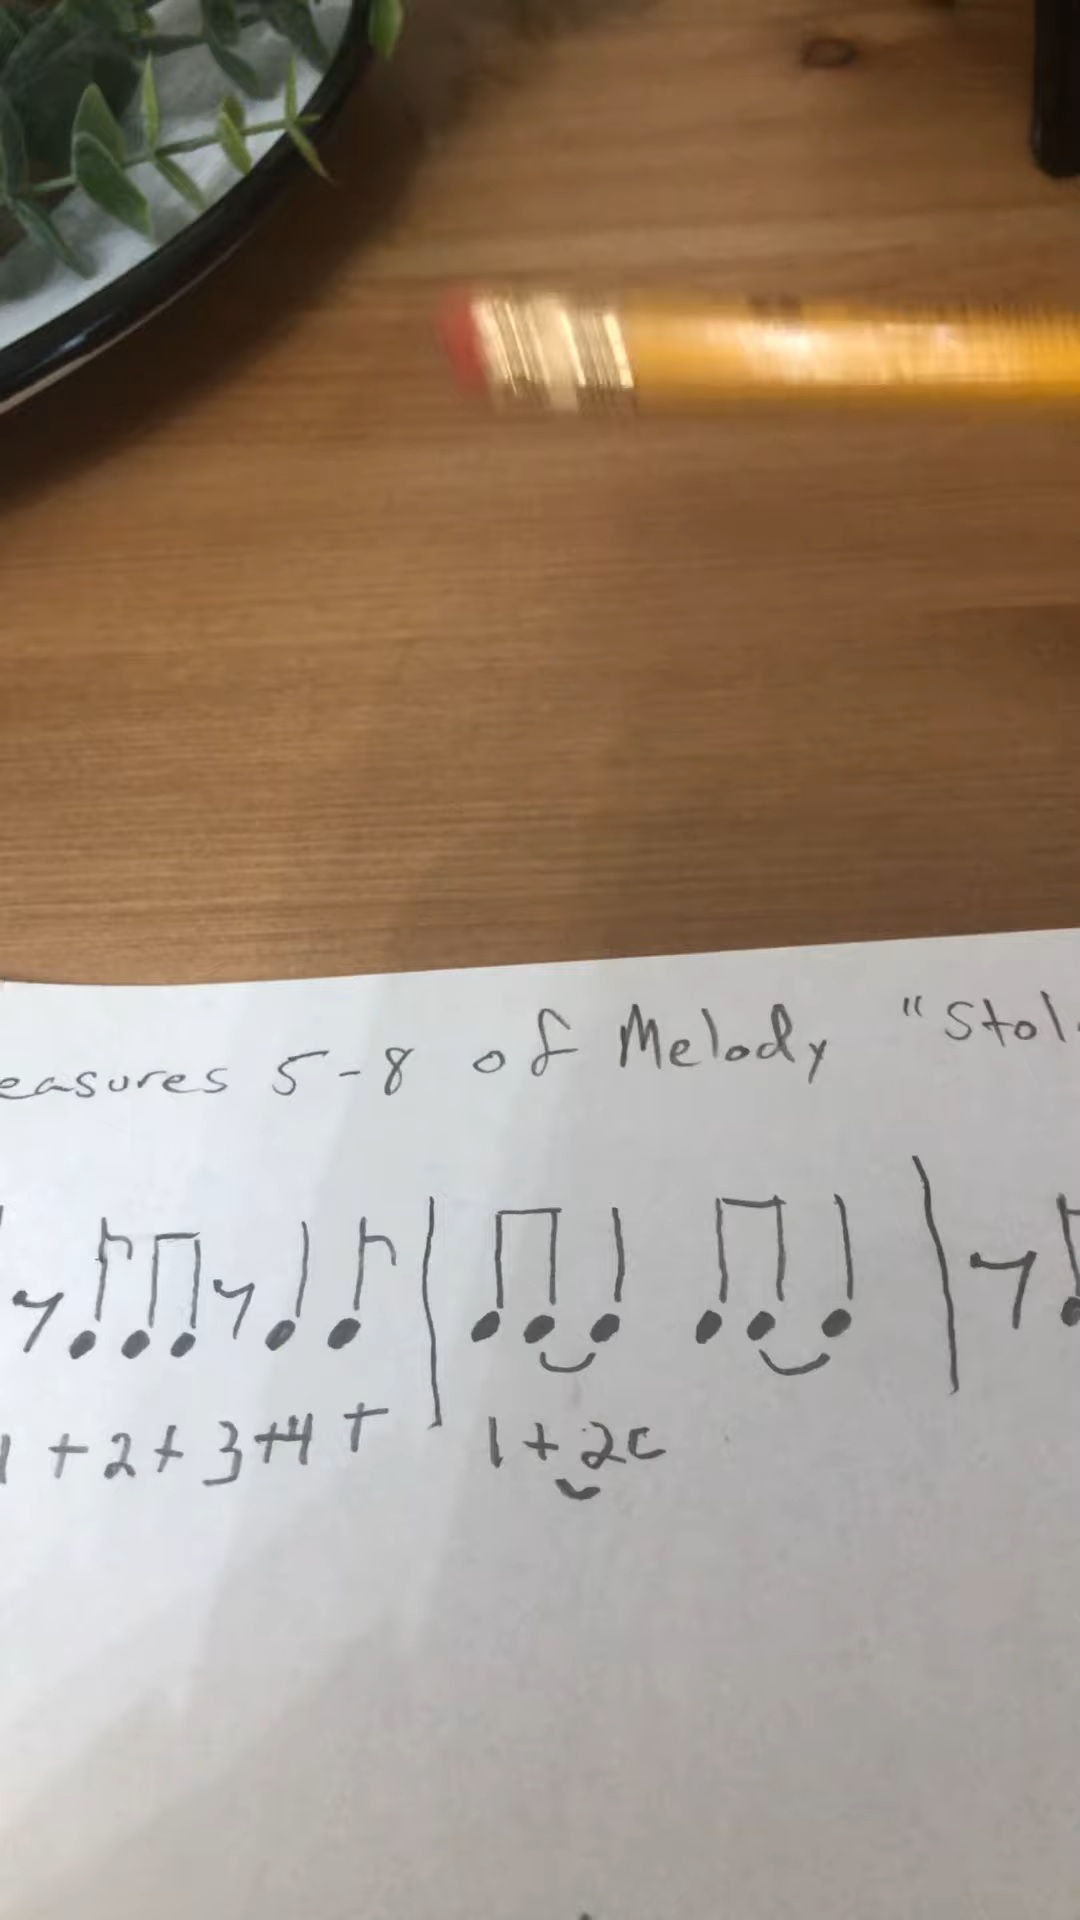 easures 5-8 of Melody "Stol
1 + 2 + 3 + 4 + 1 + 2